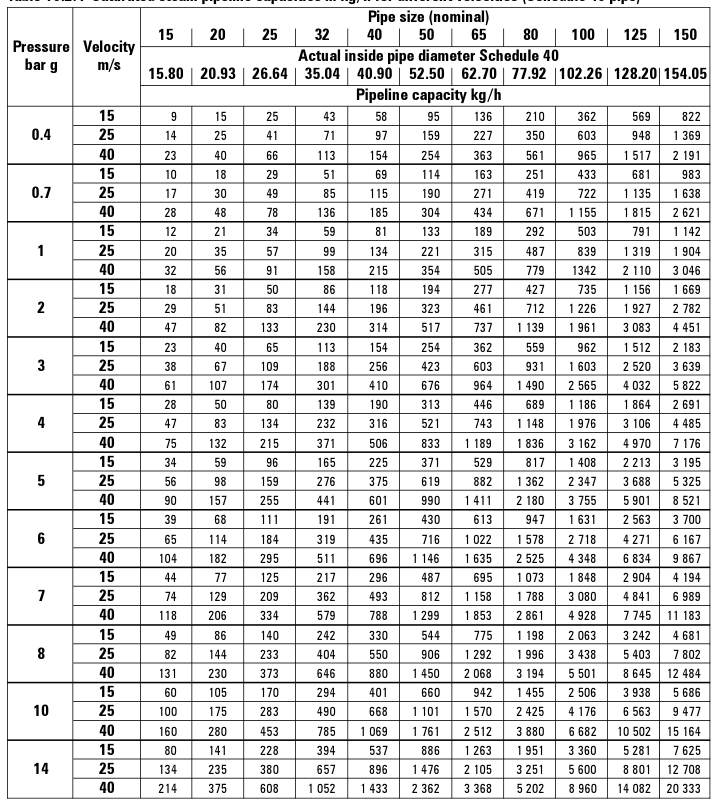 Pipe size (nominal)
Pressure bar g Velocity m/s 15 20 25 32 40 50 65 80 100 125 150
Actual inside pipe diameter Schedule 40
15.80 20.93 26.64 35.04 40.90 52.50 62.70 77.92 102.26 128.20 154.05
Pipeline capacity kg/h
0.4 15 9 15 25 43 58 95 136 210 362 569 822
25 14 25 41 71 97 159 227 350 603 948 1 369
40 23 40 66 113 154 254 363 561 965 1 517 2 191
0.7 15 10 18 29 51 69 114 163 251 433 681 983
25 17 30 49 85 115 190 271 419 722 1 135 1 638
40 28 48 78 136 185 304 434 671 1 155 1 815 2 621
1 15 12 21 34 59 81 133 189 292 503 791 1 142
25 20 35 57 99 134 221 315 487 839 1 319 1 904
40 32 56 91 158 215 354 505 779 1342 2 110 3 046
2 15 18 31 50 86 118 194 277 427 735 1 156 1 669
25 29 51 83 144 196 323 461 712 1 226 1 927 2 782
40 47 82 133 230 314 517 737 1 139 1 961 3 083 4 451
3 15 23 40 65 113 154 254 362 559 962 1 512 2 183
25 38 67 109 188 256 423 603 931 1 603 2 520 3 639
40 61 107 174 301 410 676 964 1 490 2 565 4 032 5 822
4 15 28 50 80 139 190 313 446 689 1 186 1 864 2 691
25 47 83 134 232 316 521 743 1 148 1 976 3 106 4 485
40 75 132 215 371 506 833 1 189 1 836 3 162 4 970 7 176
5 15 34 59 96 165 225 371 529 817 1 408 2 213 3 195
25 56 98 159 276 375 619 882 1 362 2 347 3 688 5 325
40 90 157 255 441 601 990 1 411 2 180 3 755 5 901 8 521
6 15 39 68 111 191 261 430 613 947 1 631 2 563 3 700
25 65 114 184 319 435 716 1 022 1 578 2 718 4 271 6 167
40 104 182 295 511 696 1 146 1 635 2 525 4 348 6 834 9 867
7 15 44 77 125 217 296 487 695 1 073 1 848 2 904 4 194
25 74 129 209 362 493 812 1 158 1 788 3 080 4 841 6 989
40 118 206 334 579 788 1 299 1 853 2 861 4 928 7 745 11 183
8 15 49 86 140 242 330 544 775 1 198 2 063 3 242 4 681
25 82 144 233 404 550 906 1 292 1 996 3 438 5 403 7 802
40 131 230 373 646 880 1 450 2 068 3 194 5 501 8 645 12 484
10 15 60 105 170 294 401 660 942 1 455 2 506 3 938 5 686
25 100 175 283 490 668 1 101 1 570 2 425 4 176 6 563 9 477
40 160 280 453 785 1 069 1 761 2 512 3 880 6 682 10 502 15 164
14 15 80 141 228 394 537 886 1 263 1 951 3 360 5 281 7 625
25 134 235 380 657 896 1 476 2 105 3 251 5 600 8 801 12 708
40 214 375 608 1 052 1 433 2 362 3 368 5 202 8 960 14 082 20 333